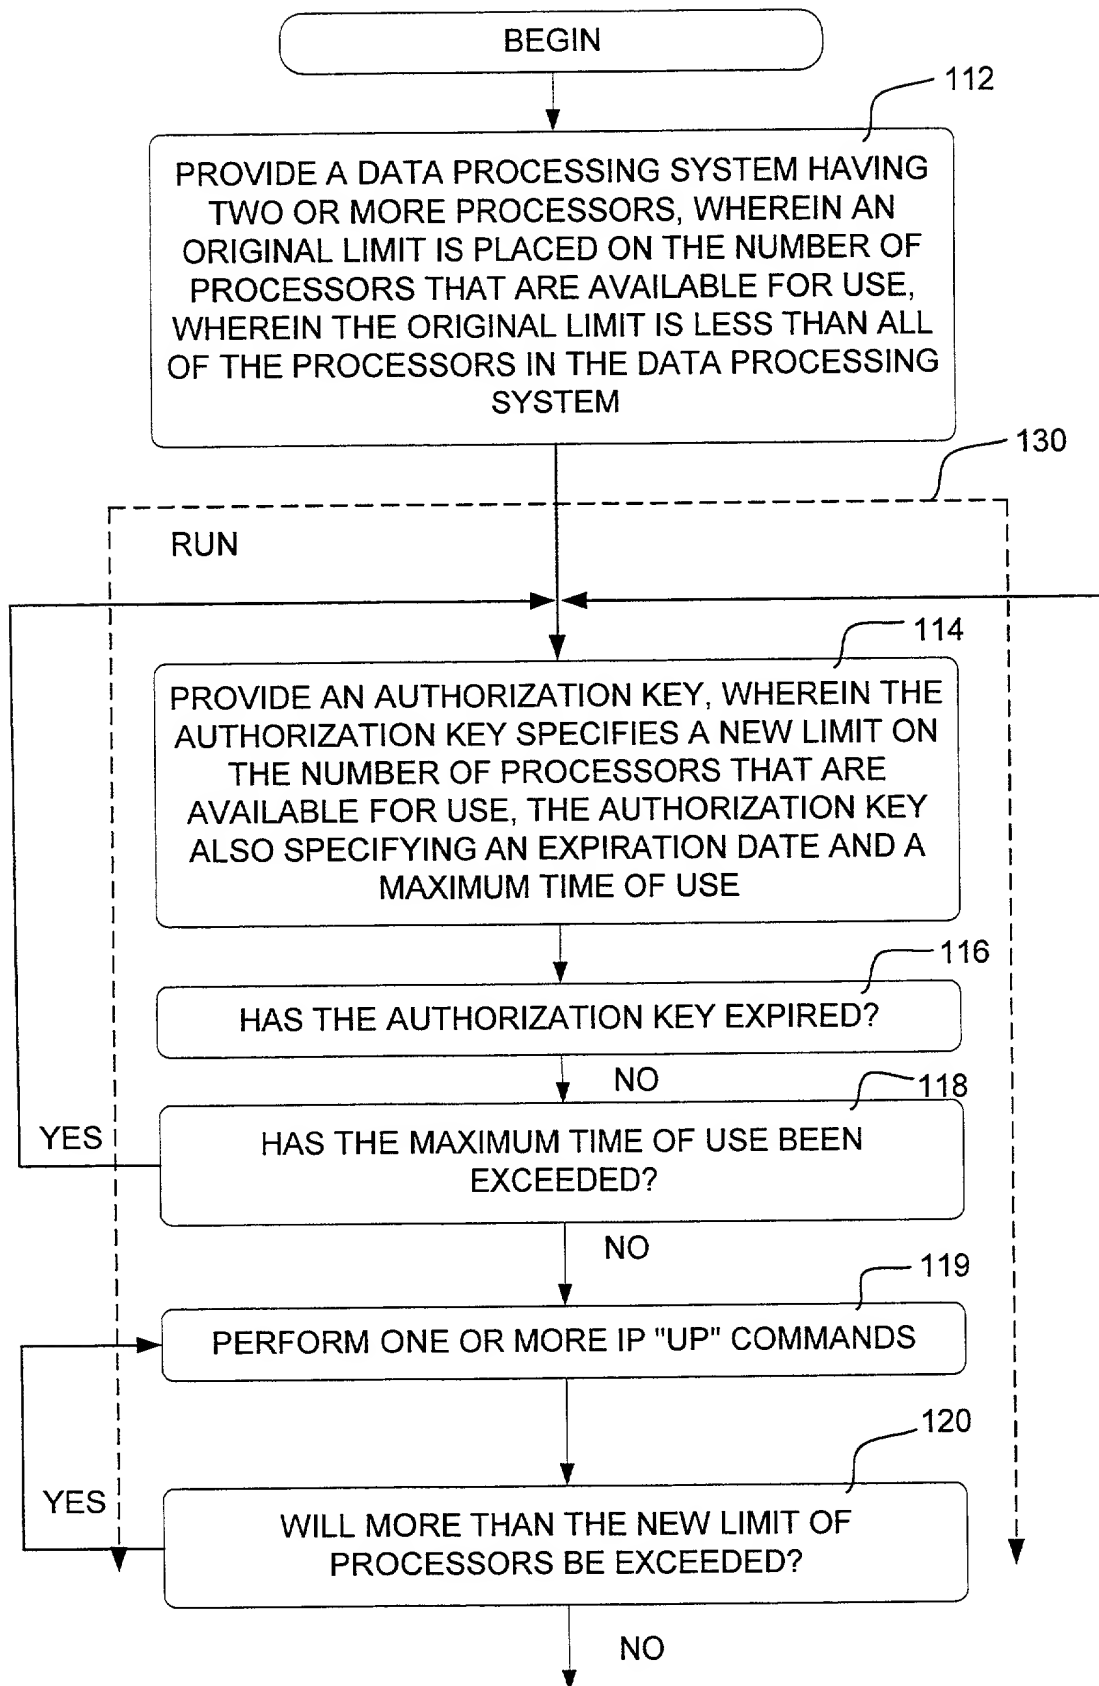 BEGIN
112
PROVIDE A DATA PROCESSING SYSTEM HAVING
TWO OR MORE PROCESSORS, WHEREIN AN
ORIGINAL LIMIT IS PLACED ON THE NUMBER OF
PROCESSORS THAT ARE AVAILABLE FOR USE,
WHEREIN THE ORIGINAL LIMIT IS LESS THAN ALL
OF THE PROCESSORS IN THE DATA PROCESSING
SYSTEM
130
RUN
114
PROVIDE AN AUTHORIZATION KEY, WHEREIN THE
AUTHORIZATION KEY SPECIFIES A NEW LIMIT ON
THE NUMBER OF PROCESSORS THAT ARE
AVAILABLE FOR USE, THE AUTHORIZATION KEY
ALSO SPECIFYING AN EXPIRATION DATE AND A
MAXIMUM TIME OF USE
116
HAS THE AUTHORIZATION KEY EXPIRED?
NO
118
YES
HAS THE MAXIMUM TIME OF USE BEEN
EXCEEDED?
NO
119
PERFORM ONE OR MORE IP "UP" COMMANDS
120
YES
WILL MORE THAN THE NEW LIMIT OF
PROCESSORS BE EXCEEDED?
NO